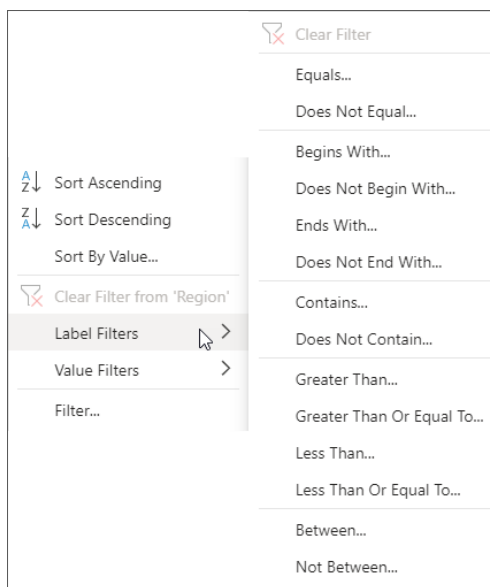 Sort Ascending
Sort Descending
Sort By Value...
Clear Filter from 'Region'
Label Filters
Value Filters
Filter...
Clear Filter
Equals...
Does Not Equal...
Begins With...
Does Not Begin With...
Ends With...
Does Not End With...
Contains...
Does Not Contain...
Greater Than...
Greater Than Or Equal To...
Less Than...
Less Than Or Equal To...
Between...
Not Between...